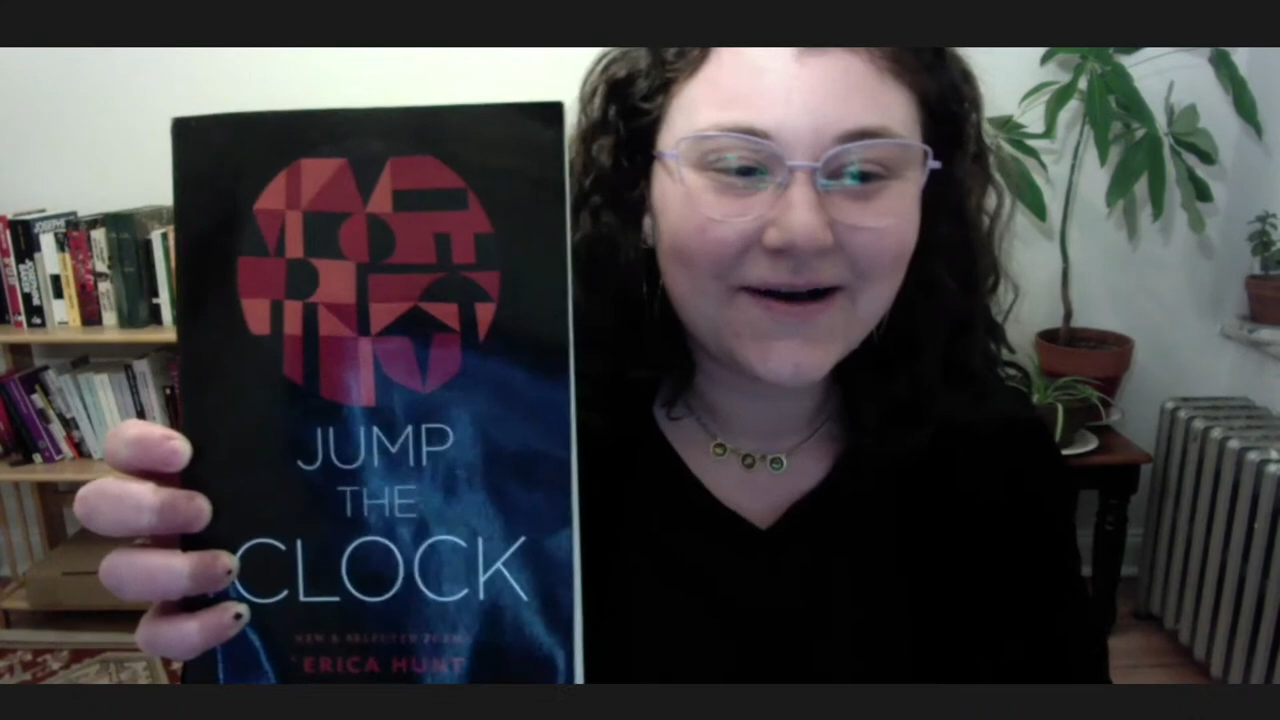 JUMP
THE
CLOCK
NEW & SELECTED POEMS
ERICA HUNT